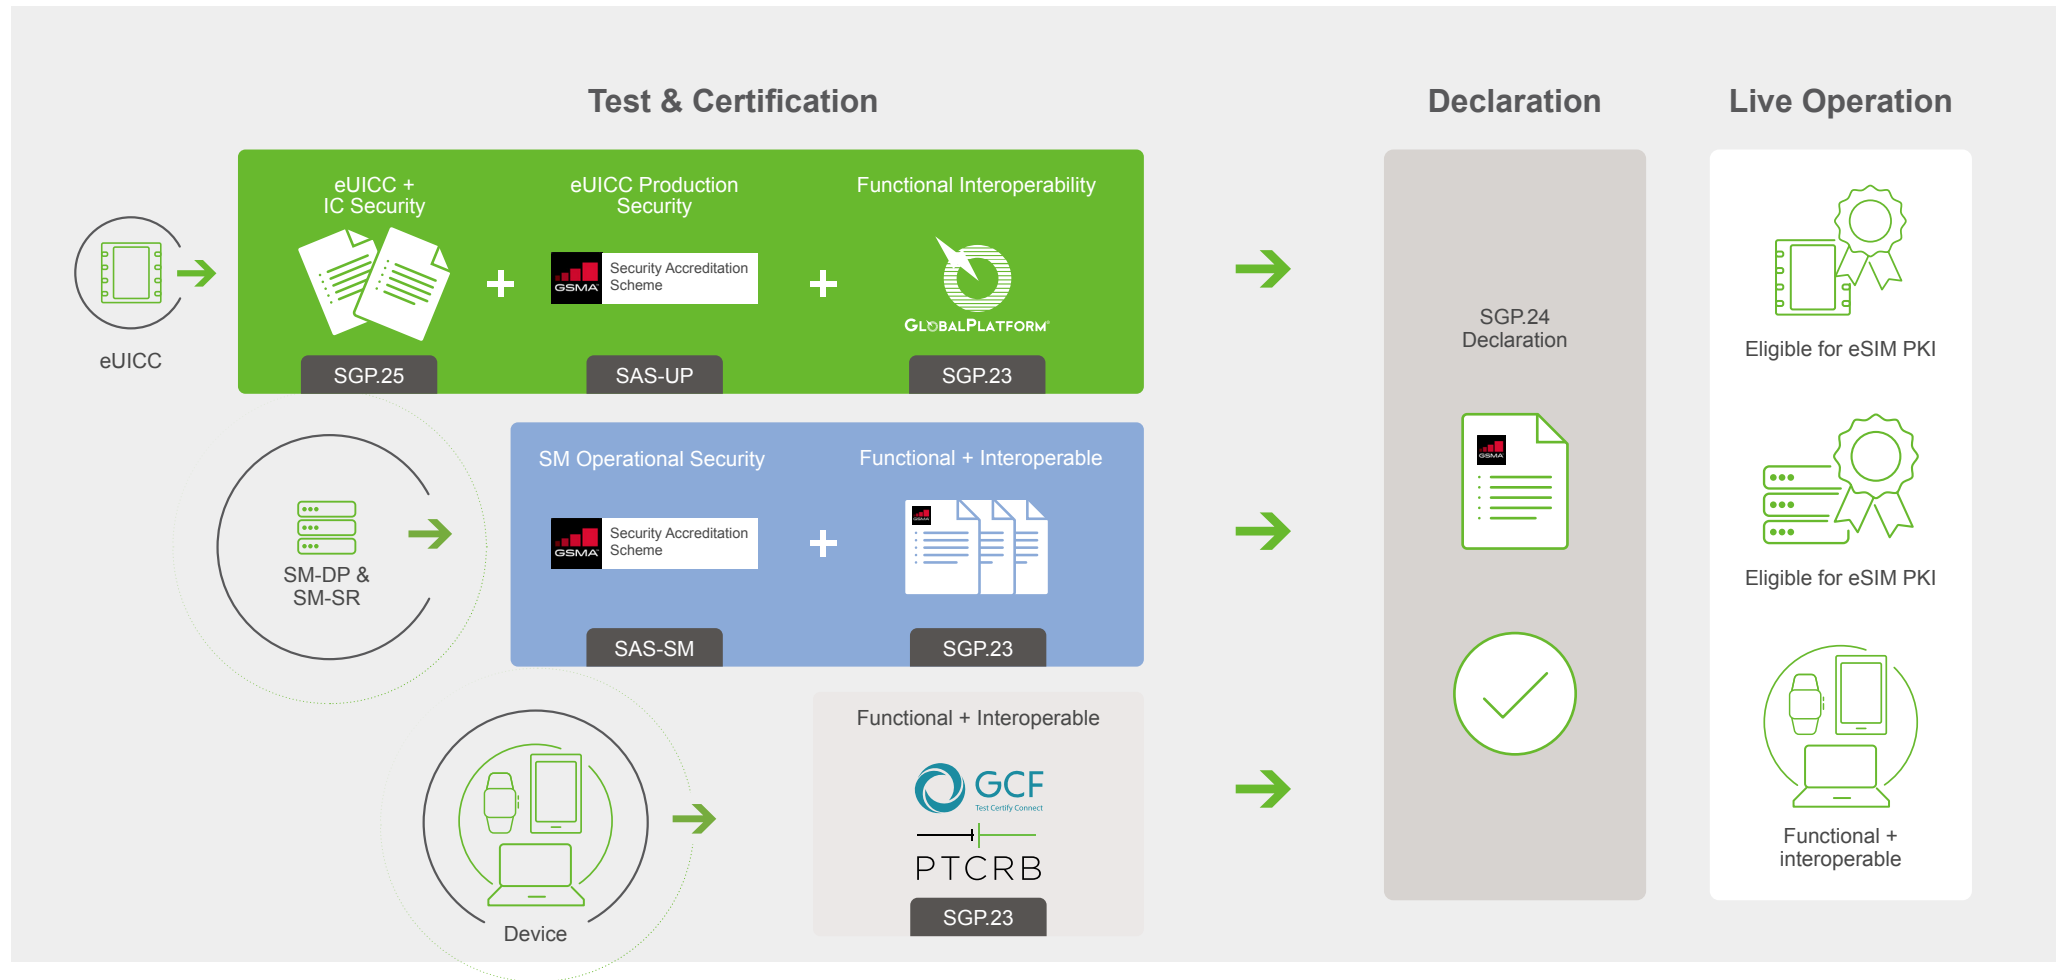 Test & Certification
Declaration
Live Operation
eUICC
eUICC +
IC Security
eUICC Production
Security
Functional Interoperability
GSMA
Security Accreditation
Scheme
GLOBALPLATFORM®
SGP.25
SAS-UP
SGP.23
SM-DP &
SM-SR
SM Operational Security
Functional + Interoperable
GSMA
Security Accreditation
Scheme
GSMA
SAS-SM
SGP.23
Device
Functional + Interoperable
GCF
Test Certify Connect
PTCRB
SGP.23
SGP.24
Declaration
GSMA
Eligible for eSIM PKI
Eligible for eSIM PKI
Functional +
interoperable